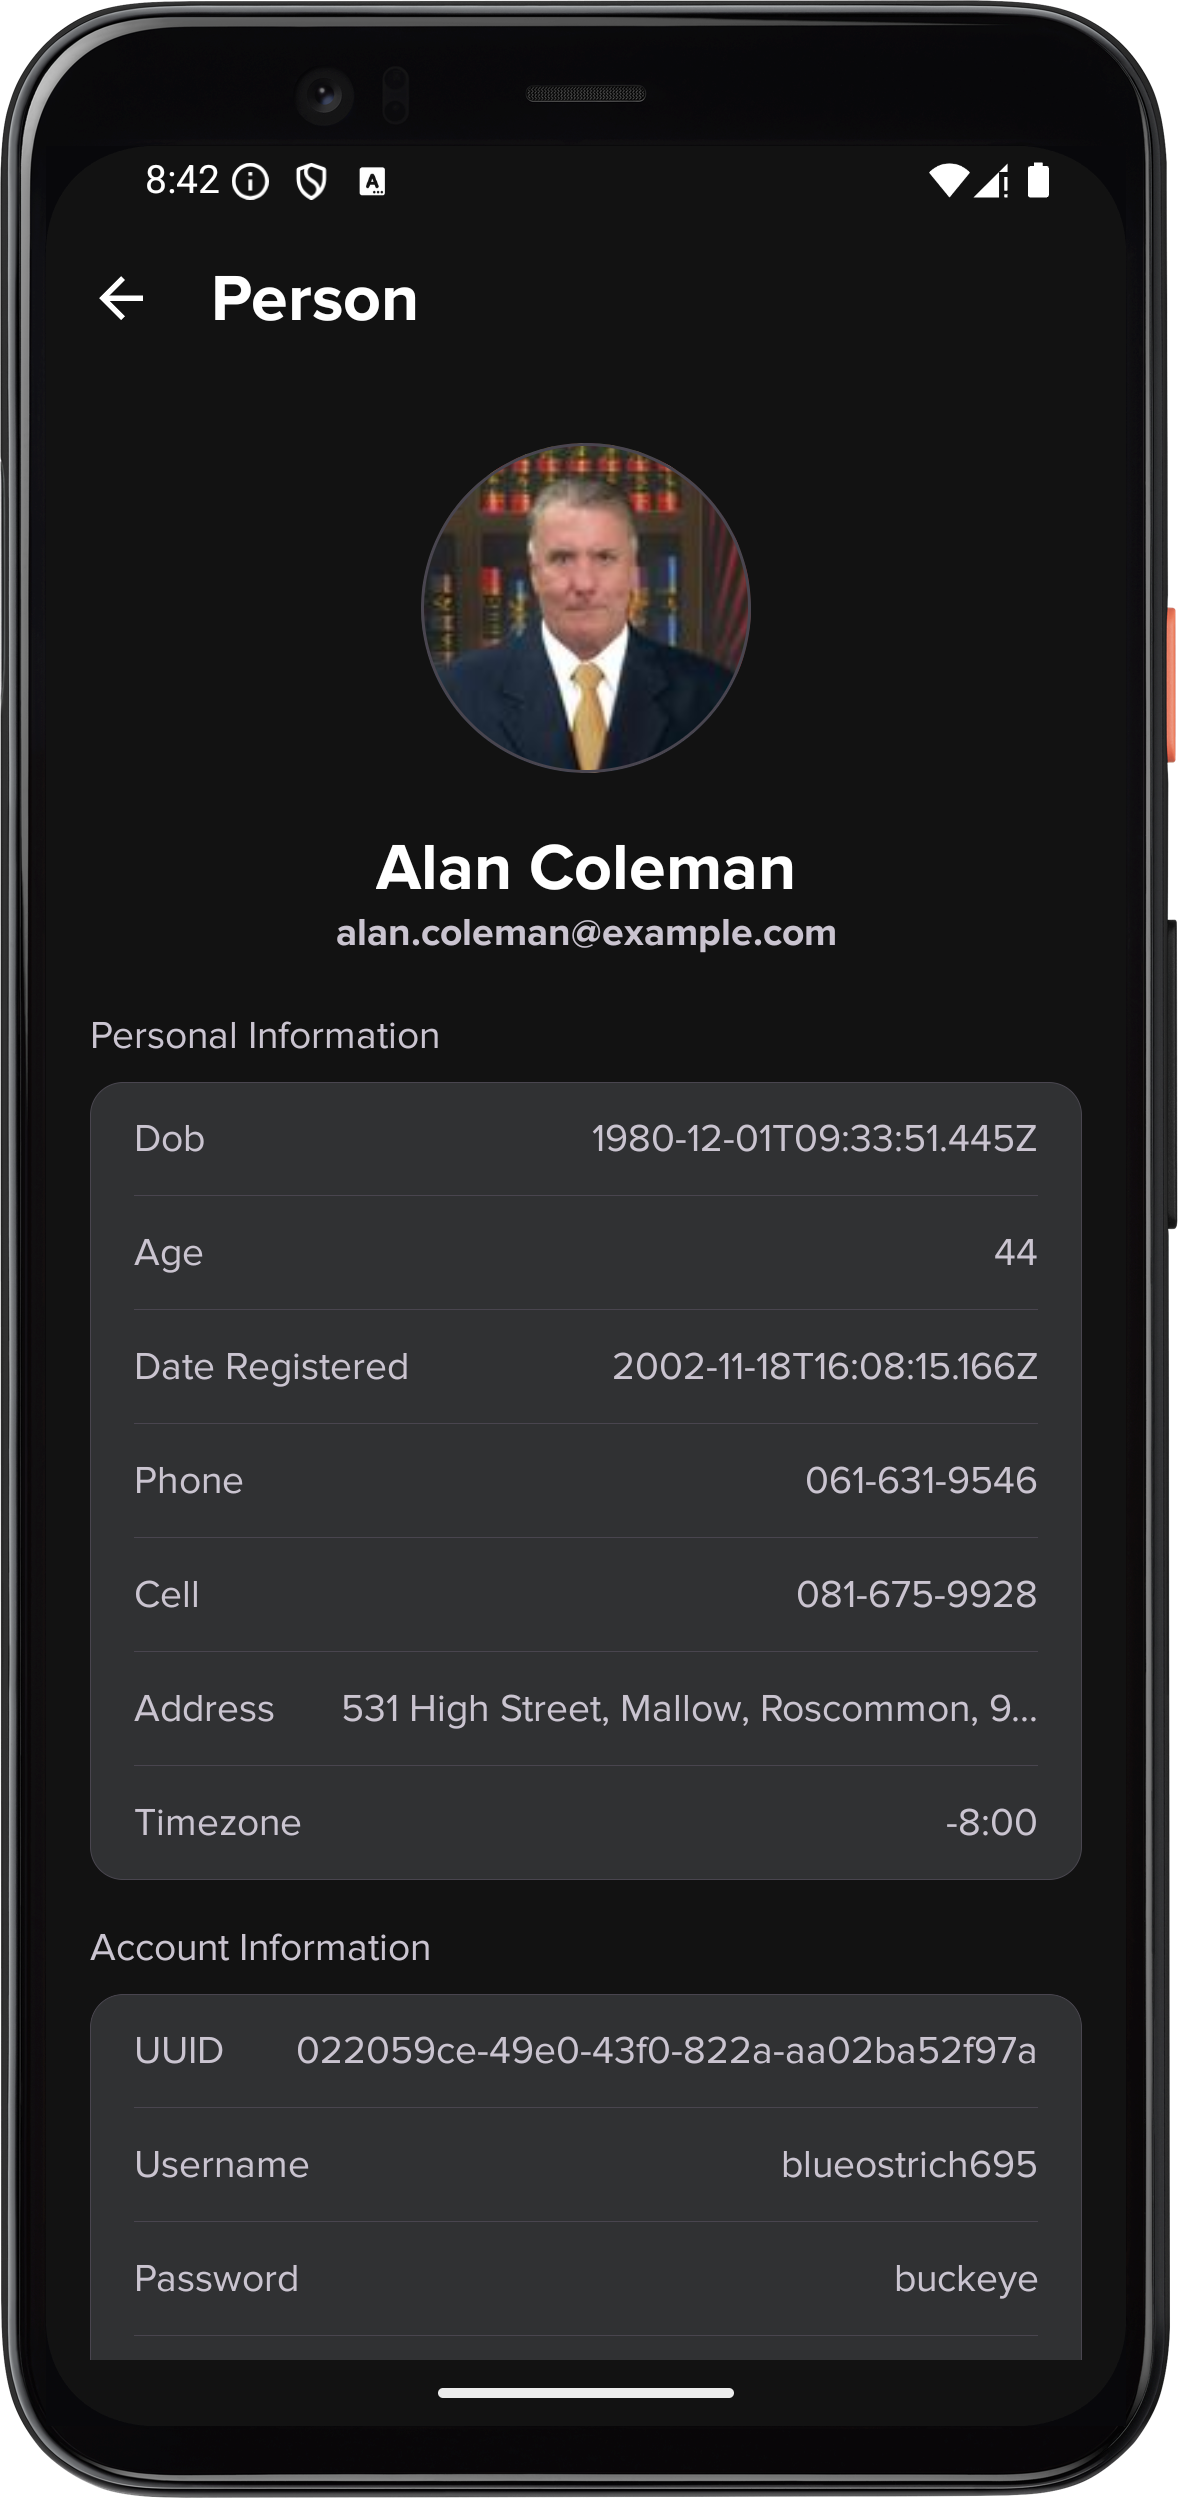 8:42
Person
Alan Coleman
alan.coleman@example.com
Personal Information
Dob 1980-12-01T09:33:51.445Z
Age 44
Date Registered 2002-11-18T16:08:15.166Z
Phone 061-631-9546
Cell 081-675-9928
Address 531 High Street, Mallow, Roscommon, 9...
Timezone -8:00
Account Information
UUID 022059ce-49e0-43f0-822a-aa02ba52f97a
Username blueostrich695
Password buckeye